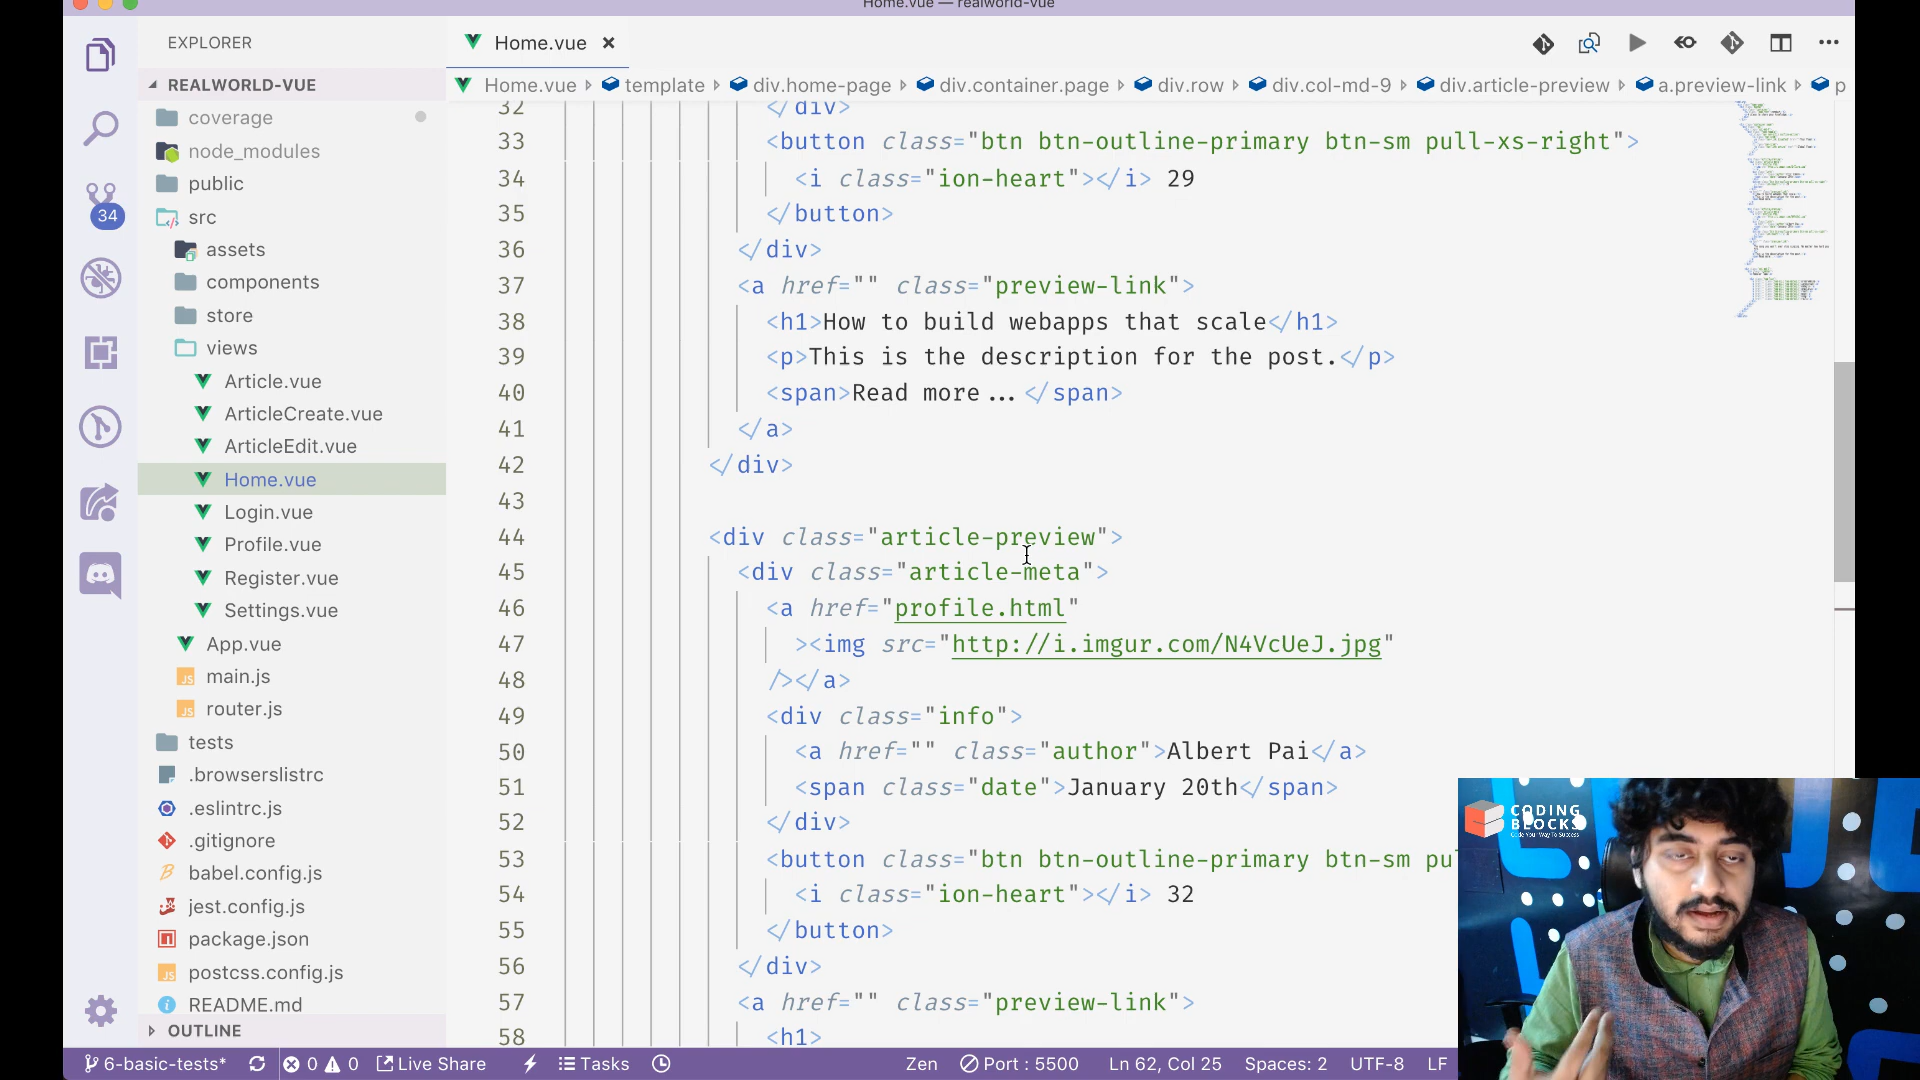 Home.vue — realworld-vue
EXPLORER
Home.vue
REALWORLD-VUE
Home.vue template div.home-page div.container.page div.row div.col-md-9 div.article-preview a.preview-link p
coverage
node_modules
public
src
assets
components
store
views
Article.vue
ArticleCreate.vue
ArticleEdit.vue
Home.vue
Login.vue
Profile.vue
Register.vue
Settings.vue
App.vue
main.js
router.js
tests
.browserslistrc
.eslintrc.js
.gitignore
babel.config.js
jest.config.js
package.json
postcss.config.js
README.md
OUTLINE
34
32 </div>
33 <button class="btn btn-outline-primary btn-sm pull-xs-right">
34 <i class="ion-heart"></i> 29
35 </button>
36 </div>
37 <a href="" class="preview-link">
38 <h1>How to build webapps that scale</h1>
39 <p>This is the description for the post.</p>
40 <span>Read more...</span>
41 </a>
42 </div>
43
44 <div class="article-preview">
45 <div class="article-meta">
46 <a href="profile.html"
47 ><img src="http://i.imgur.com/N4VcUeJ.jpg"
48 /></a>
49 <div class="info">
50 <a href="" class="author">Albert Pai</a>
51 <span class="date">January 20th</span>
52 </div>
53 <button class="btn btn-outline-primary btn-sm pu
54 <i class="ion-heart"></i> 32
55 </button>
56 </div>
57 <a href="" class="preview-link">
58 <h1>
CODING
BLOCKS
Code Your Way To Success
6-basic-tests* 0 0 Live Share Tasks Zen Port : 5500 Ln 62, Col 25 Spaces: 2 UTF-8 LF